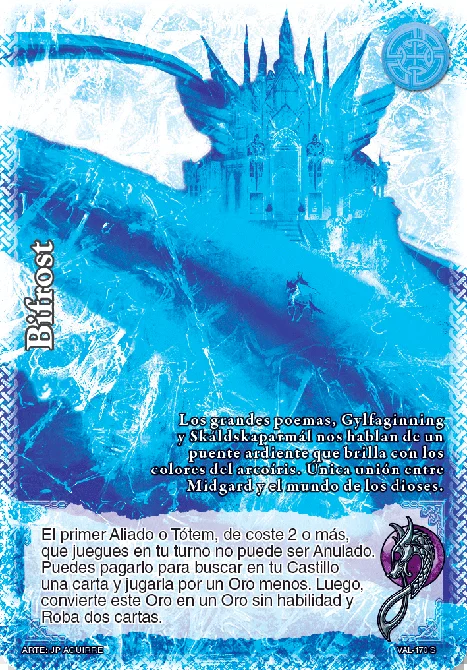 Bifrost
Los grandes poemas, Gylfaginning
y Skáldskaparmál nos hablan de un
puente ardiente que brilla con los
colores del arcoíris. Única unión entre
Midgard y el mundo de los dioses.
El primer Aliado o Tótem, de coste 2 o más,
que juegues en tu turno no puede ser Anulado.
Puedes pagarlo para buscar en tu Castillo
una carta y jugarla por un Oro menos. Luego,
convierte este Oro en un Oro sin habilidad y
Roba dos cartas.
ARTE: JP AGUIRRE
VAL-170 S